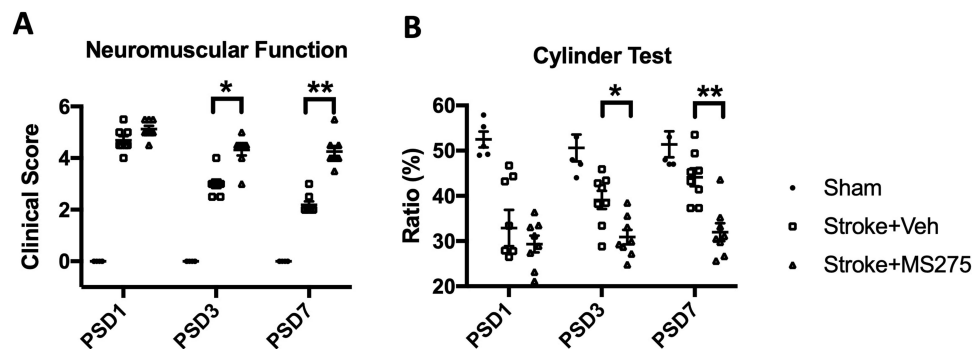 A
Neuromuscular Function
* **
Clinical Score
6
4
2
0
PSD1 PSD3 PSD7
B
Cylinder Test
* **
Ratio (%)
60
50
40
30
20
PSD1 PSD3 PSD7
Sham
Stroke+Veh
Stroke+MS275